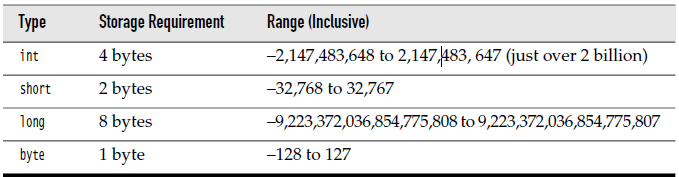 Type Storage Requirement Range (Inclusive)
int 4 bytes –2,147,483,648 to 2,147,483, 647 (just over 2 billion)
short 2 bytes –32,768 to 32,767
long 8 bytes –9,223,372,036,854,775,808 to 9,223,372,036,854,775,807
byte 1 byte –128 to 127